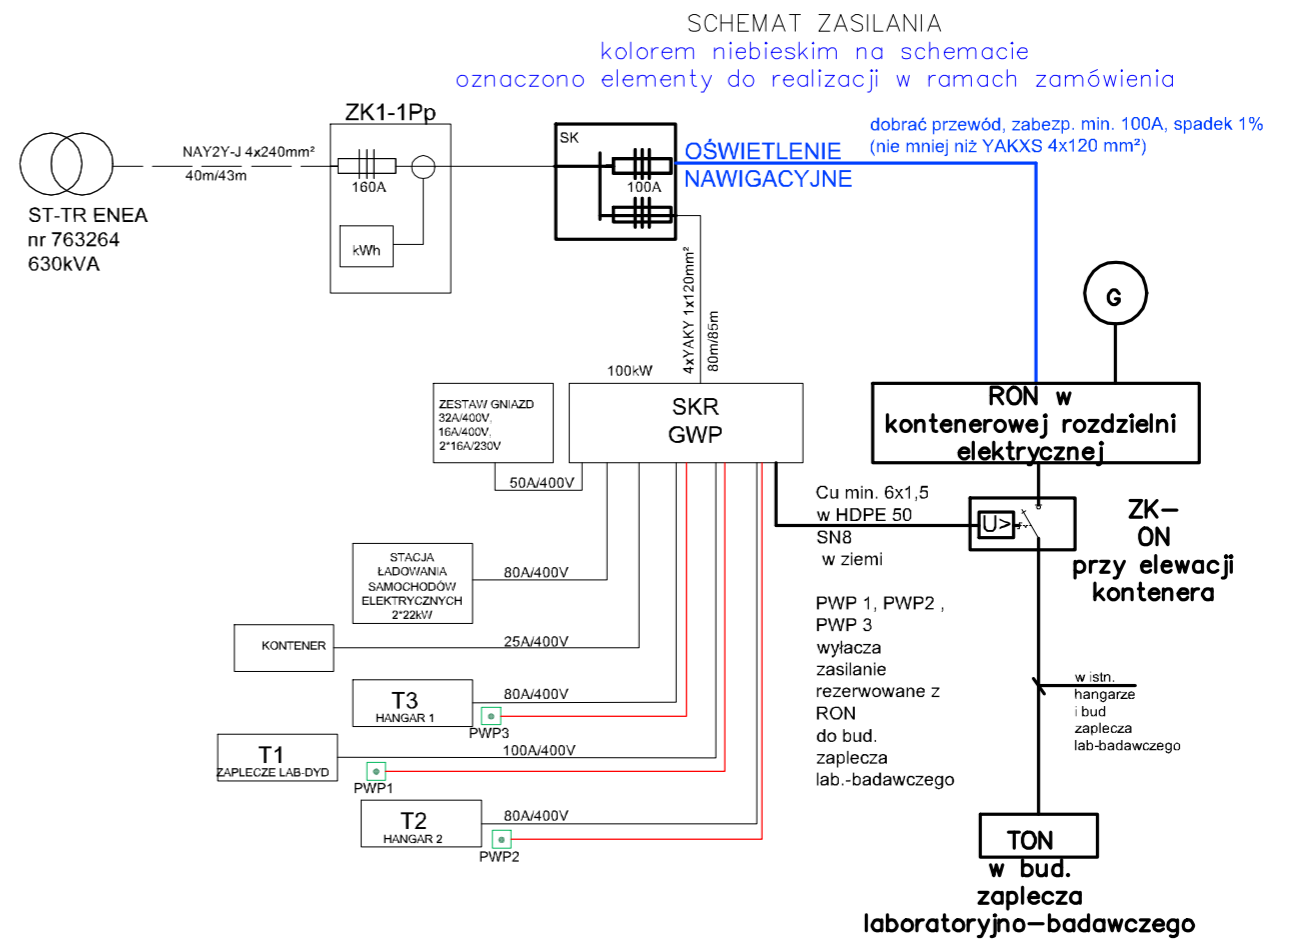 SCHEMAT ZASILANIA
kolorem niebieskim na schemacie
oznaczono elementy do realizacji w ramach zamówienia
ZK1-1Pp
NAY2Y-J 4x240mm²
40m/43m
160A
kWh
ST-TR ENEA
nr 763264
630kVA
SK
100A
OŚWIETLENIE
NAWIGACYJNE
dobrać przewód, zabezp. min. 100A, spadek 1%
(nie mniej niż YAKXS 4x120 mm²)
4xYAKY 1x120mm²
80m/85m
G
100kW
SKR
GWP
ZESTAW GNIAZD
32A/400V,
16A/400V,
2*16A/230V
50A/400V
RON w
kontenerowej rozdzielni
elektrycznej
Cu min. 6x1,5
w HDPE 50
SN8
w ziemi
U>
ZK-
ON
przy elewacji
kontenera
STACJA
ŁADOWANIA
SAMOCHODÓW
ELEKTRYCZNYCH
2*22kW
80A/400V
KONTENER
25A/400V
PWP 1, PWP2 ,
PWP 3
wyłacza
zasilanie
rezerwowane z
RON
do bud.
zaplecza
lab.-badawczego
T3
HANGAR 1
80A/400V
PWP3
T1
ZAPLECZE LAB-DYD
100A/400V
PWP1
T2
HANGAR 2
80A/400V
PWP2
w istn.
hangarze
i bud
zaplecza
lab-badawczego
TON
w bud.
zaplecza
laboratoryjno-badawczego